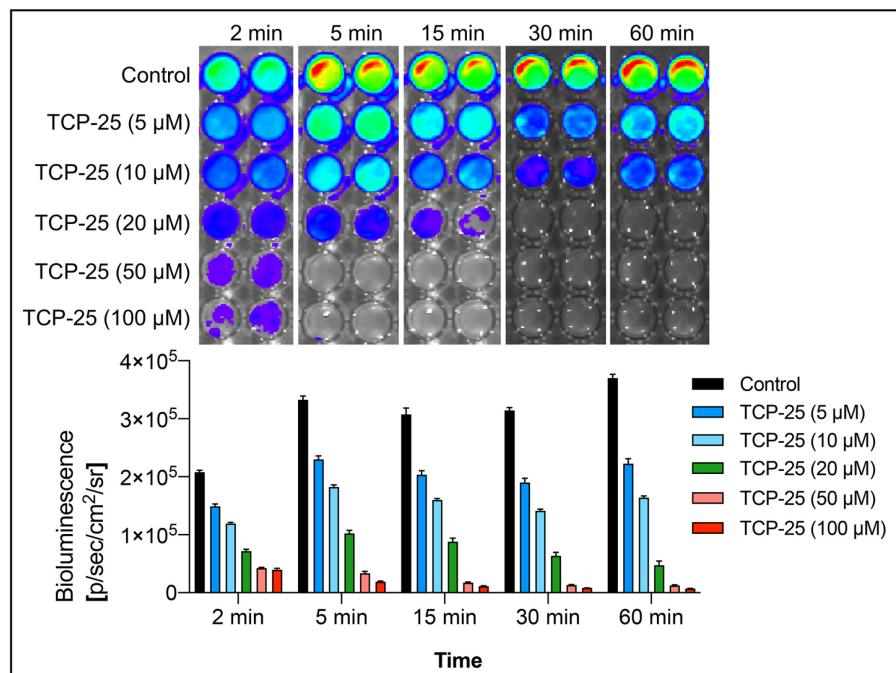 2 min 5 min 15 min 30 min 60 min
Control
TCP-25 (5 µM)
TCP-25 (10 µM)
TCP-25 (20 µM)
TCP-25 (50 µM)
TCP-25 (100 µM)
Bioluminescence
[p/sec/cm²/sr]
4×10⁵
3×10⁵
2×10⁵
1×10⁵
0
2 min 5 min 15 min 30 min 60 min
Time
Control
TCP-25 (5 µM)
TCP-25 (10 µM)
TCP-25 (20 µM)
TCP-25 (50 µM)
TCP-25 (100 µM)